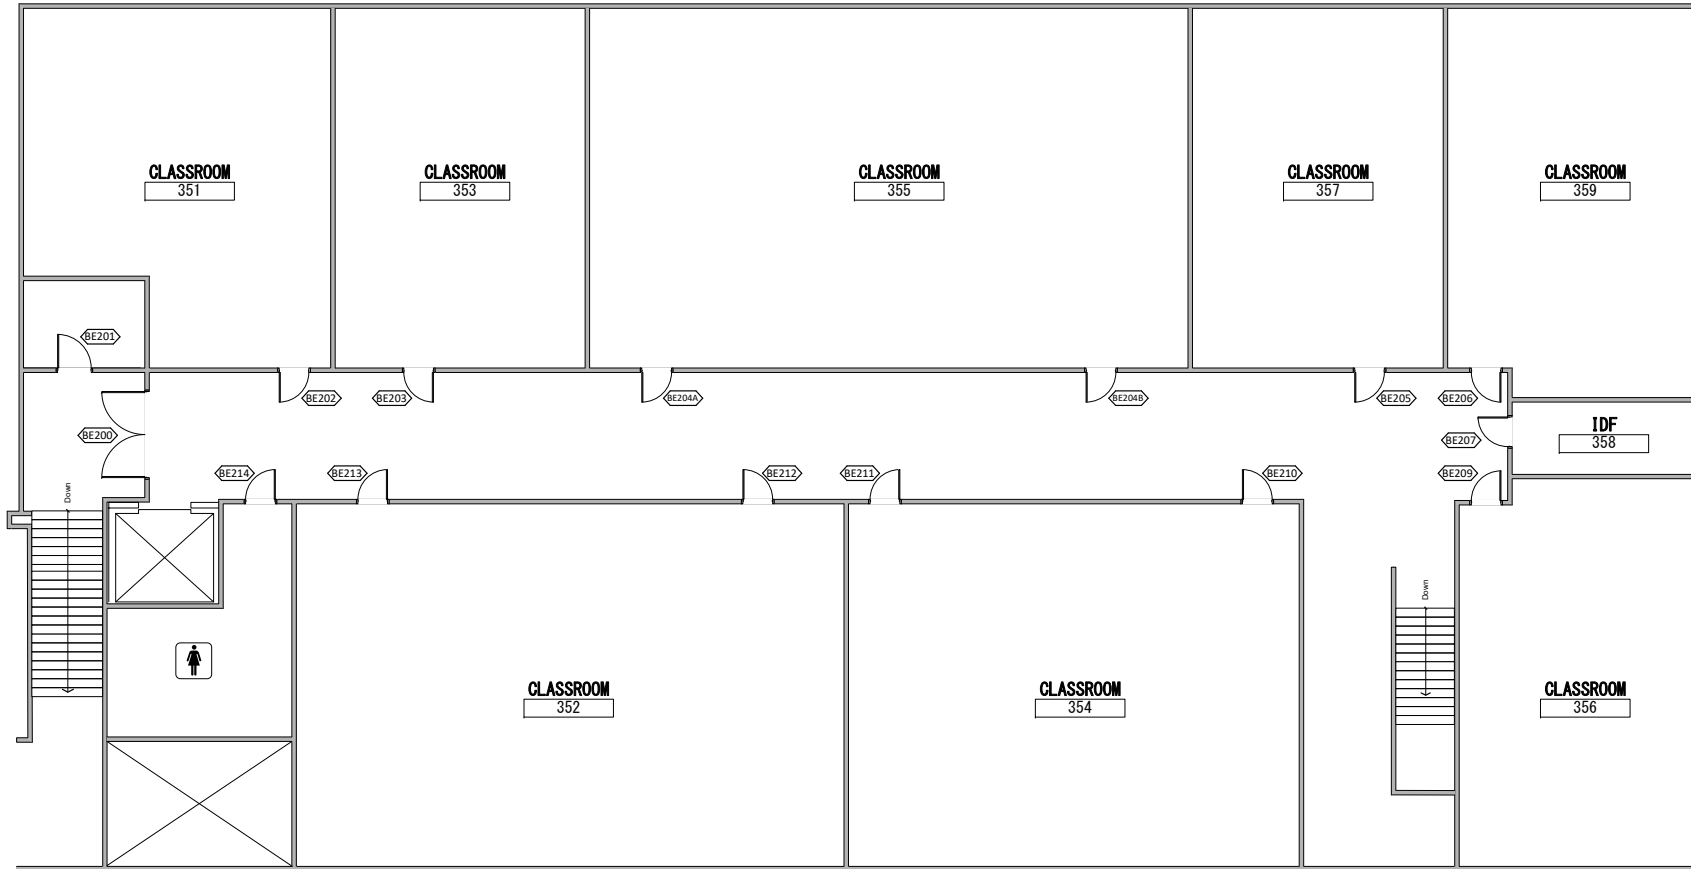 CLASSROOM
351
CLASSROOM
353
CLASSROOM
355
CLASSROOM
357
CLASSROOM
359
BE201
BE202
BE203
BE204A
BE204B
BE205
BE206
BE200
BE207
IDF
358
BE214
BE213
BE212
BE211
BE210
BE209
Down
Down
CLASSROOM
352
CLASSROOM
354
CLASSROOM
356